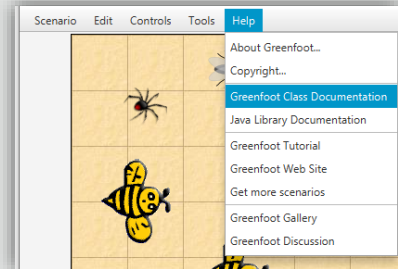 Scenario Edit Controls Tools Help
About Greenfoot...
Copyright...
Greenfoot Class Documentation
Java Library Documentation
Greenfoot Tutorial
Greenfoot Web Site
Get more scenarios
Greenfoot Gallery
Greenfoot Discussion